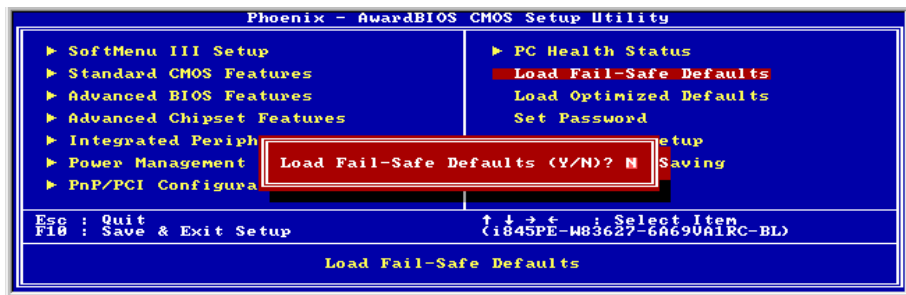 Phoenix - AwardBIOS CMOS Setup Utility
▶ SoftMenu III Setup
▶ Standard CMOS Features
▶ Advanced BIOS Features
▶ Advanced Chipset Features
▶ Integrated Periph
▶ Power Management
▶ PnP/PCI Configura
▶ PC Health Status
Load Fail-Safe Defaults
Load Optimized Defaults
Set Password
etup
Saving
Load Fail-Safe Defaults (Y/N)? N
Esc : Quit
F10 : Save & Exit Setup
↑ ↓ → ← : Select Item
(i845PE-W83627-6A69VA1RC-BL)
Load Fail-Safe Defaults